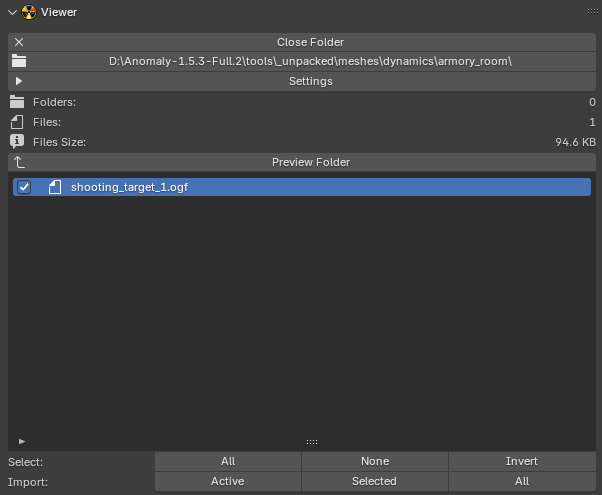 Viewer
Close Folder
D:\Anomaly-1.5.3-Full.2\tools\_unpacked\meshes\dynamics\armory_room\
Settings
Folders: 0
Files: 1
Files Size: 94.6 KB
Preview Folder
shooting_target_1.ogf
Select: All None Invert
Import: Active Selected All